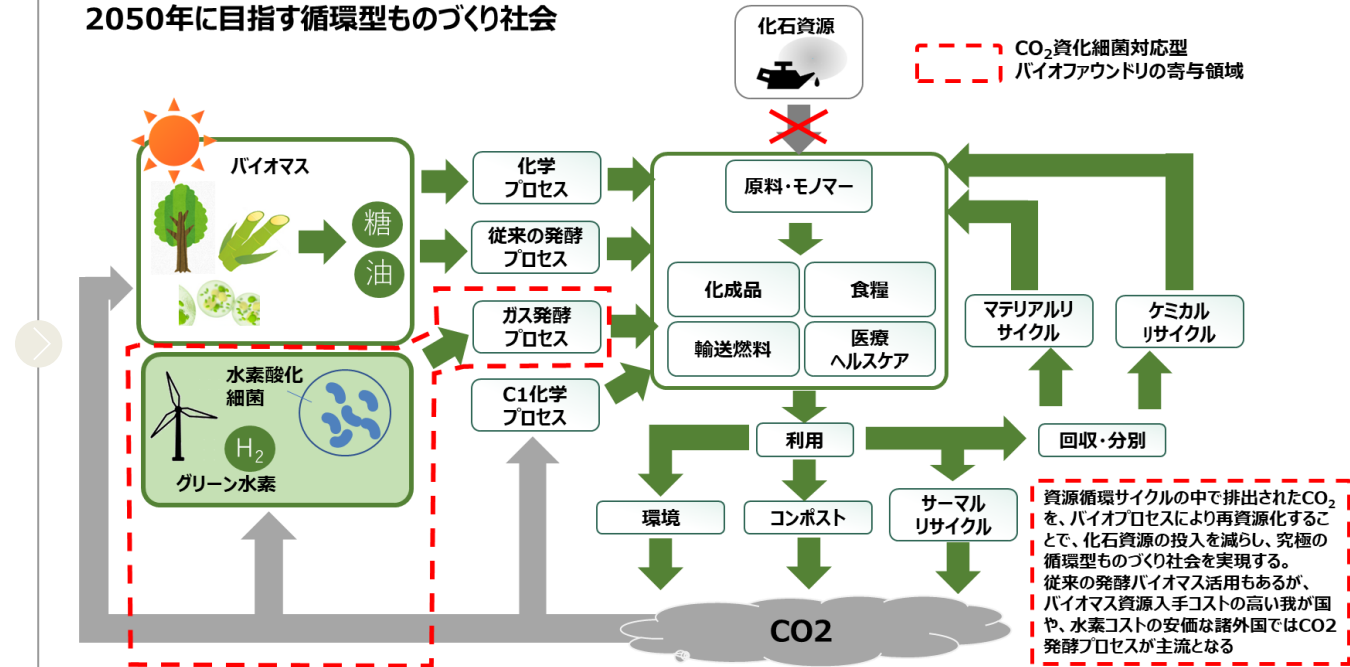 2050年に目指す循環型ものづくり社会
化石資源
CO₂資化細菌対応型
バイオファウンドリの寄与領域
バイオマス
糖
油
化学
プロセス
従来の発酵
プロセス
ガス発酵
プロセス
C1化学
プロセス
水素酸化
細菌
H₂
グリーン水素
原料・モノマー
化成品
食糧
輸送燃料
医療
ヘルスケア
マテリアルリ
サイクル
ケミカル
リサイクル
利用
回収・分別
環境
コンポスト
サーマル
リサイクル
CO2
資源循環サイクルの中で排出されたCO₂
を、バイオプロセスにより再資源化するこ
とで、化石資源の投入を減らし、究極の
循環型ものづくり社会を実現する。
従来の発酵バイオマス活用もあるが、
バイオマス資源入手コストの高い我が国
や、水素コストの安価な諸外国ではCO2
発酵プロセスが主流となる